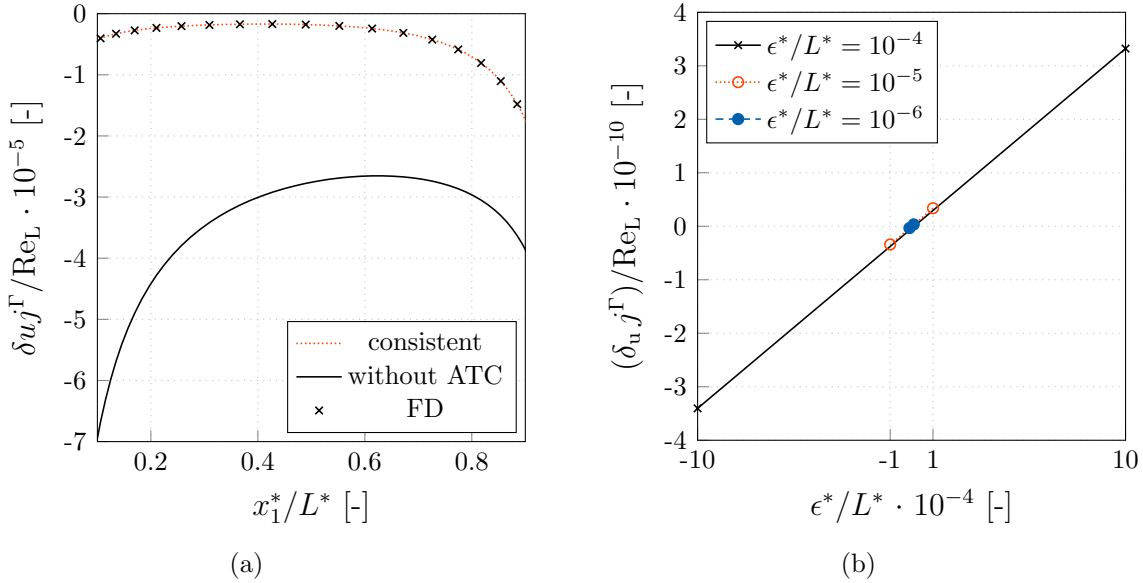 0
-1
-2
-3
-4
-5
-6
-7
0.2
0.4
0.6
0.8
x₁*/L* [-]
δuj^Γ/Re_L · 10⁻⁵ [-]
consistent
without ATC
FD
(a)
4
3
2
1
0
-1
-2
-3
-4
-10
-1
1
10
ϵ*/L* · 10⁻⁴ [-]
(δ_u j^Γ)/Re_L · 10⁻¹⁰ [-]
ϵ*/L* = 10⁻⁴
ϵ*/L* = 10⁻⁵
ϵ*/L* = 10⁻⁶
(b)